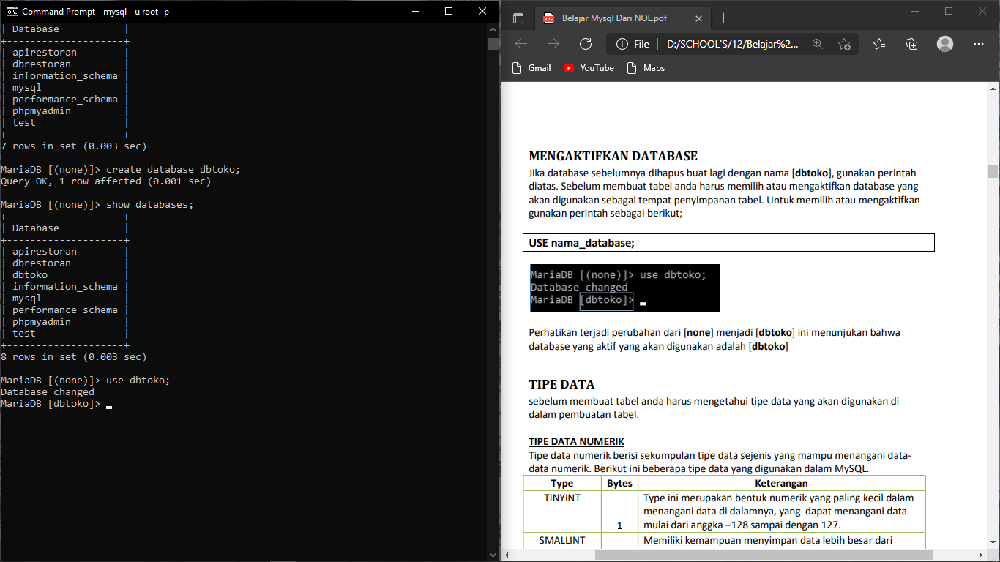 Command Prompt - mysql -u root -p
| Database |
+--------------------+
| apirestoran |
| dbrestoran |
| information_schema |
| mysql |
| performance_schema |
| phpmyadmin |
| test |
+--------------------+
7 rows in set (0.003 sec)
MariaDB [(none)]> create database dbtoko;
Query OK, 1 row affected (0.001 sec)
MariaDB [(none)]> show databases;
+--------------------+
| Database |
+--------------------+
| apirestoran |
| dbrestoran |
| dbtoko |
| information_schema |
| mysql |
| performance_schema |
| phpmyadmin |
| test |
+--------------------+
8 rows in set (0.003 sec)
MariaDB [(none)]> use dbtoko;
Database changed
MariaDB [dbtoko]>
PDF Belajar Mysql Dari NOL.pdf
File D:/SCHOOL'S/12/Belajar%2...
Gmail YouTube Maps
MENGAKTIFKAN DATABASE
Jika database sebelumnya dihapus buat lagi dengan nama [dbtoko], gunakan perintah
diatas. Sebelum membuat tabel anda harus memilih atau mengaktifkan database yang
akan digunakan sebagai tempat penyimpanan tabel. Untuk memilih atau mengaktifkan
gunakan perintah sebagai berikut;
USE nama_database;
MariaDB [(none)]> use dbtoko;
Database changed
MariaDB [dbtoko]>
Perhatikan terjadi perubahan dari [none] menjadi [dbtoko] ini menunjukan bahwa
database yang aktif yang akan digunakan adalah [dbtoko]
TIPE DATA
sebelum membuat tabel anda harus mengetahui tipe data yang akan digunakan di
dalam pembuatan tabel.
TIPE DATA NUMERIK
Tipe data numerik berisi sekumpulan tipe data sejenis yang mampu menangani data-
data numerik. Berikut ini beberapa tipe data yang digunakan dalam MySQL.
Type Bytes Keterangan
TINYINT 1 Type ini merupakan bentuk numerik yang paling kecil dalam
menangani data di dalamnya, yang dapat menangani data
mulai dari anggka –128 sampai dengan 127.
SMALLINT Memiliki kemampuan menyimpan data lebih besar dari